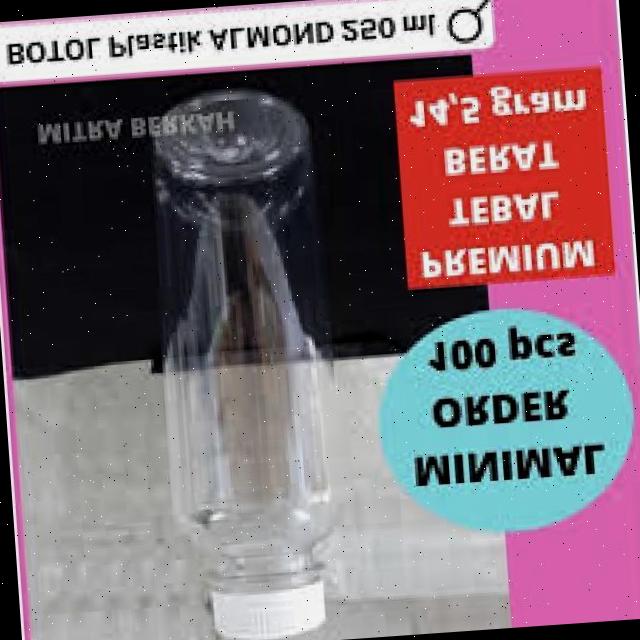 MINIMAL
ORDER
100 pcs
PREMIUM
TEBAL
BERAT
14,5 gram
MITRA BERKAH
BOTOL Plastik ALMOND 250 ml